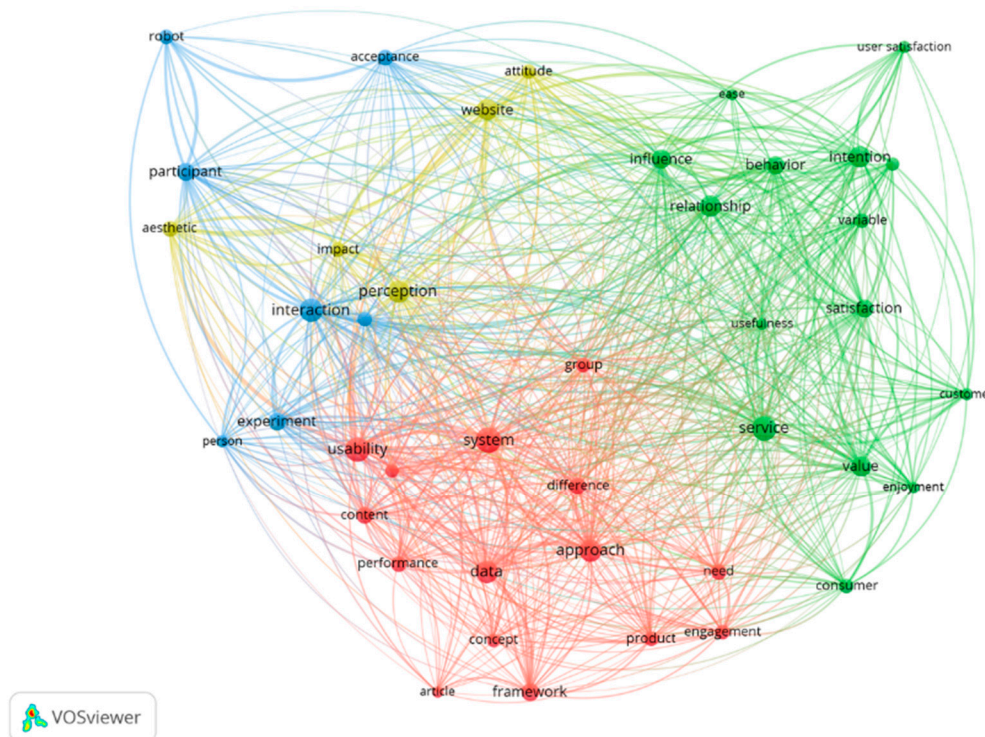 robot
acceptance
user satisfaction
attitude
ease
website
influence
behavior
intention
participant
relationship
aesthetic
variable
impact
perception
interaction
satisfaction
usefulness
group
custome
experiment
service
person
system
usability
value
difference
enjoyment
content
approach
performance
data
need
consumer
concept
product
engagement
article
framework
VOSviewer